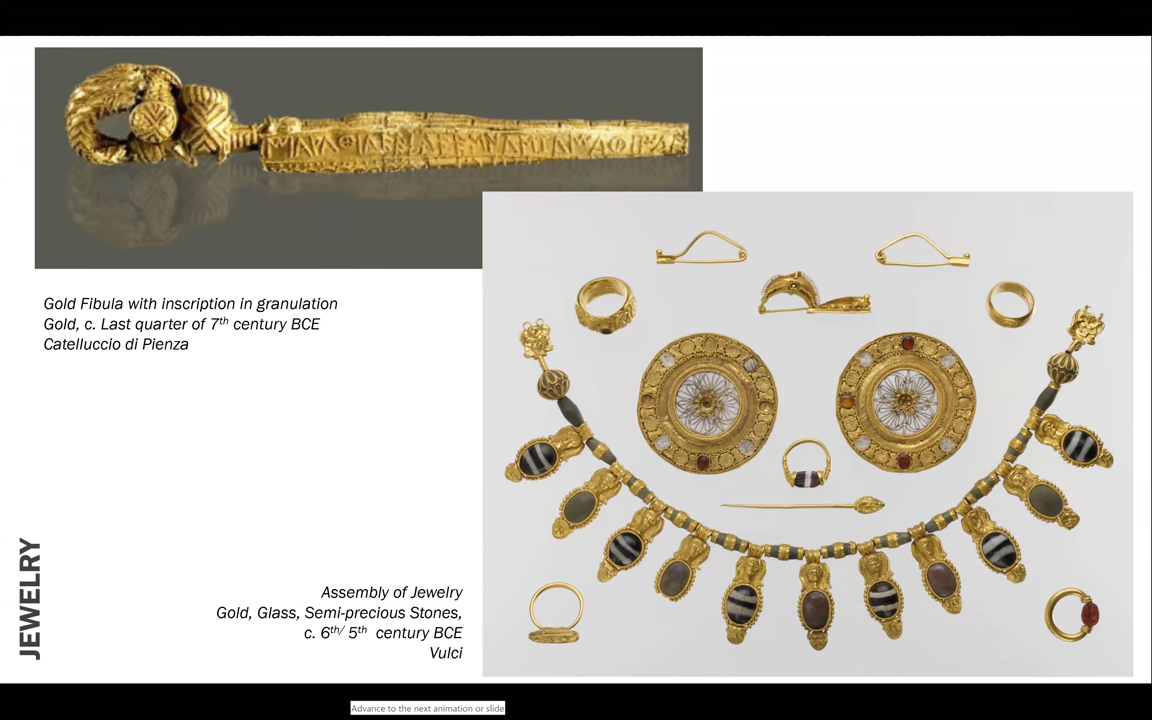 Gold Fibula with inscription in granulation
Gold, c. Last quarter of 7th century BCE
Catelluccio di Pienza
JEWELRY
Assembly of Jewelry
Gold, Glass, Semi-precious Stones,
c. 6th/ 5th century BCE
Vulci
Advance to the next animation or slide